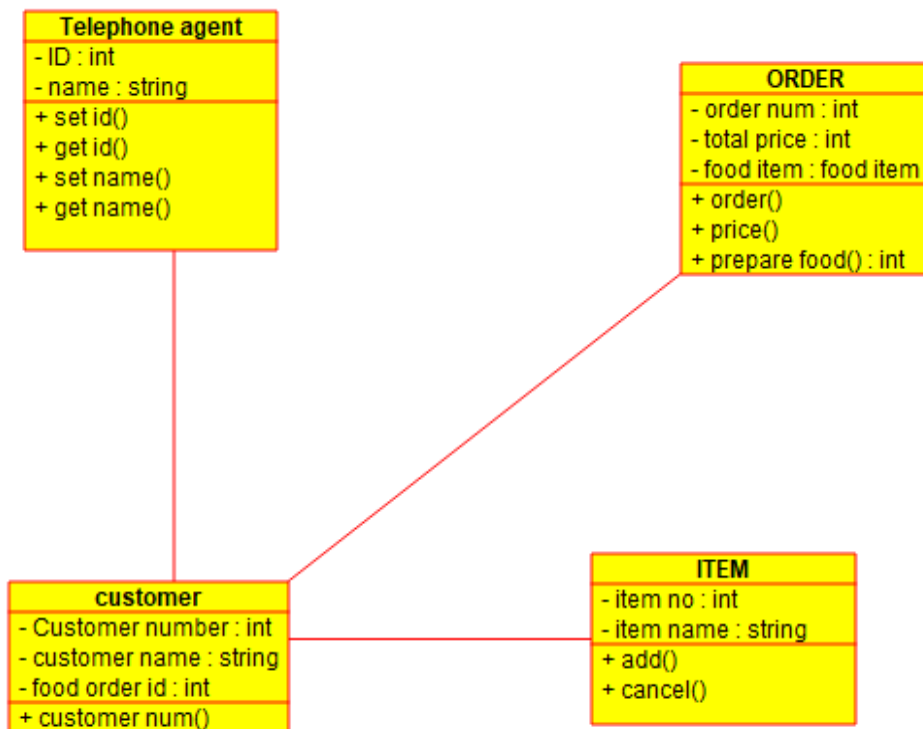 Telephone agent
- ID : int
- name : string
+ set id()
+ get id()
+ set name()
+ get name()
ORDER
- order num : int
- total price : int
- food item : food item
+ order()
+ price()
+ prepare food() : int
customer
- Customer number : int
- customer name : string
- food order id : int
+ customer num()
ITEM
- item no : int
- item name : string
+ add()
+ cancel()